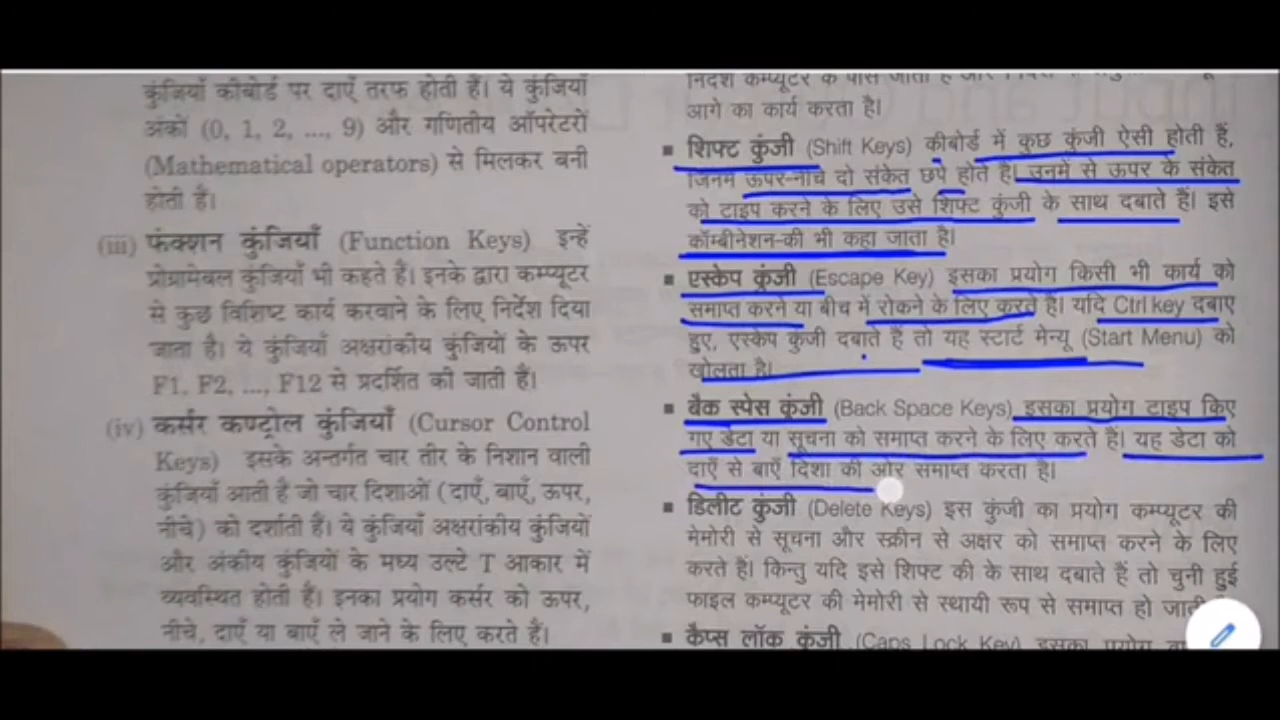 कुंजियाँ कीबोर्ड पर दाएँ तरफ होती हैं। ये कुंजियाँ
अंकों (0, 1, 2, ..., 9) और गणितीय ऑपरेटरों
(Mathematical operators) से मिलकर बनी
होती हैं।
(iii) फंक्शन कुंजियाँ (Function Keys) इन्हें
प्रोग्रामेबल कुंजियाँ भी कहते हैं। इनके द्वारा कम्प्यूटर
से कुछ विशिष्ट कार्य करवाने के लिए निर्देश दिया
जाता है। ये कुंजियाँ अक्षरांकीय कुंजियों के ऊपर
F1, F2, ..., F12 से प्रदर्शित की जाती हैं।
(iv) कर्सर कण्ट्रोल कुंजियाँ (Cursor Control
Keys) इसके अन्तर्गत चार तीर के निशान वाली
कुंजियाँ आती है जो चार दिशाओं (दाएँ, बाएँ, ऊपर,
नीचे) को दर्शाती हैं। ये कुंजियाँ अक्षरांकीय कुंजियों
और अंकीय कुंजियों के मध्य उल्टे T आकार में
व्यवस्थित होती हैं। इनका प्रयोग कर्सर को ऊपर,
नीचे, दाएँ या बाएँ ले जाने के लिए करते हैं।
निर्देश कम्प्यूटर के पास जाता है और
आगे का कार्य करता है।
▪ शिफ्ट कुंजी (Shift Keys) कीबोर्ड में कुछ कुंजी ऐसी होती हैं,
जिनमें ऊपर-नीचे दो संकेत छपे होते हैं। उनमें से ऊपर के संकेत
को टाइप करने के लिए उसे शिफ्ट कुंजी के साथ दबाते हैं। इसे
कॉम्बीनेशन-की भी कहा जाता है।
▪ एस्केप कुंजी (Escape Key) इसका प्रयोग किसी भी कार्य को
समाप्त करने या बीच में रोकने के लिए करते हैं। यदि Ctrl key दबाए
हुए, एस्केप कुंजी दबाते हैं तो यह स्टार्ट मेन्यू (Start Menu) को
खोलता है।
▪ बैक स्पेस कुंजी (Back Space Keys) इसका प्रयोग टाइप किए
गए डेटा या सूचना को समाप्त करने के लिए करते हैं। यह डेटा को
दाएँ से बाएँ दिशा की ओर समाप्त करता है।
▪ डिलीट कुंजी (Delete Keys) इस कुंजी का प्रयोग कम्प्यूटर की
मेमोरी से सूचना और स्क्रीन से अक्षर को समाप्त करने के लिए
करते हैं। किन्तु यदि इसे शिफ्ट की के साथ दबाते हैं तो चुनी हुई
फाइल कम्प्यूटर की मेमोरी से स्थायी रूप से समाप्त हो जाती
▪ कैप्स लॉक कुंजी (Caps Lock Key) इसका प्रयोग